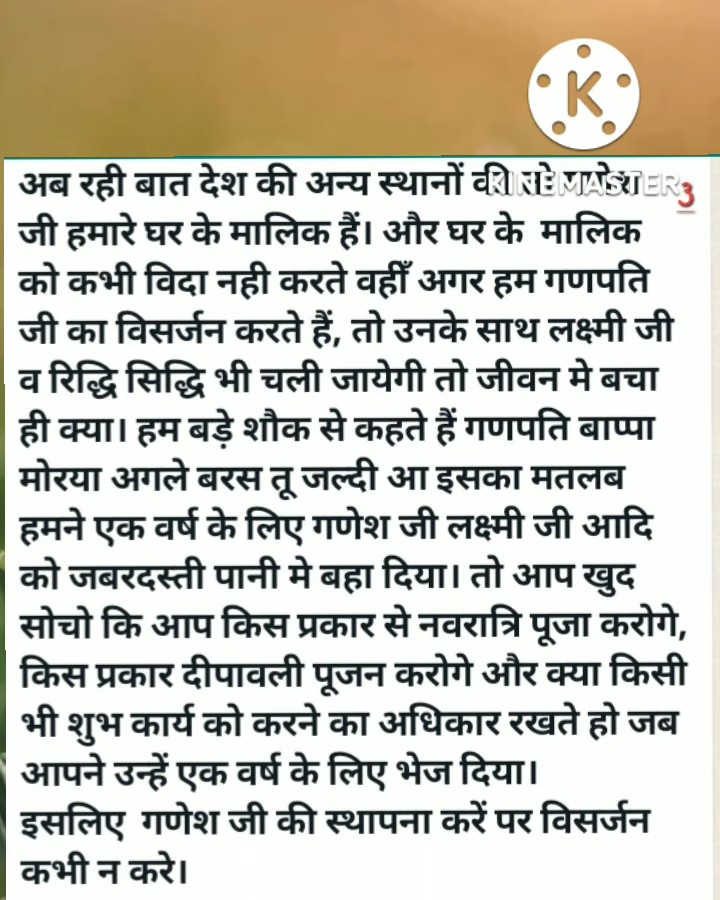 K
KINEMASTER
3
अब रही बात देश की अन्य स्थानों की
जी हमारे घर के मालिक हैं। और घर के मालिक
को कभी विदा नही करते वहीँ अगर हम गणपति
जी का विसर्जन करते हैं, तो उनके साथ लक्ष्मी जी
व रिद्धि सिद्धि भी चली जायेगी तो जीवन मे बचा
ही क्या। हम बड़े शौक से कहते हैं गणपति बाप्पा
मोरया अगले बरस तू जल्दी आ इसका मतलब
हमने एक वर्ष के लिए गणेश जी लक्ष्मी जी आदि
को जबरदस्ती पानी मे बहा दिया। तो आप खुद
सोचो कि आप किस प्रकार से नवरात्रि पूजा करोगे,
किस प्रकार दीपावली पूजन करोगे और क्या किसी
भी शुभ कार्य को करने का अधिकार रखते हो जब
आपने उन्हें एक वर्ष के लिए भेज दिया।
इसलिए गणेश जी की स्थापना करें पर विसर्जन
कभी न करे।